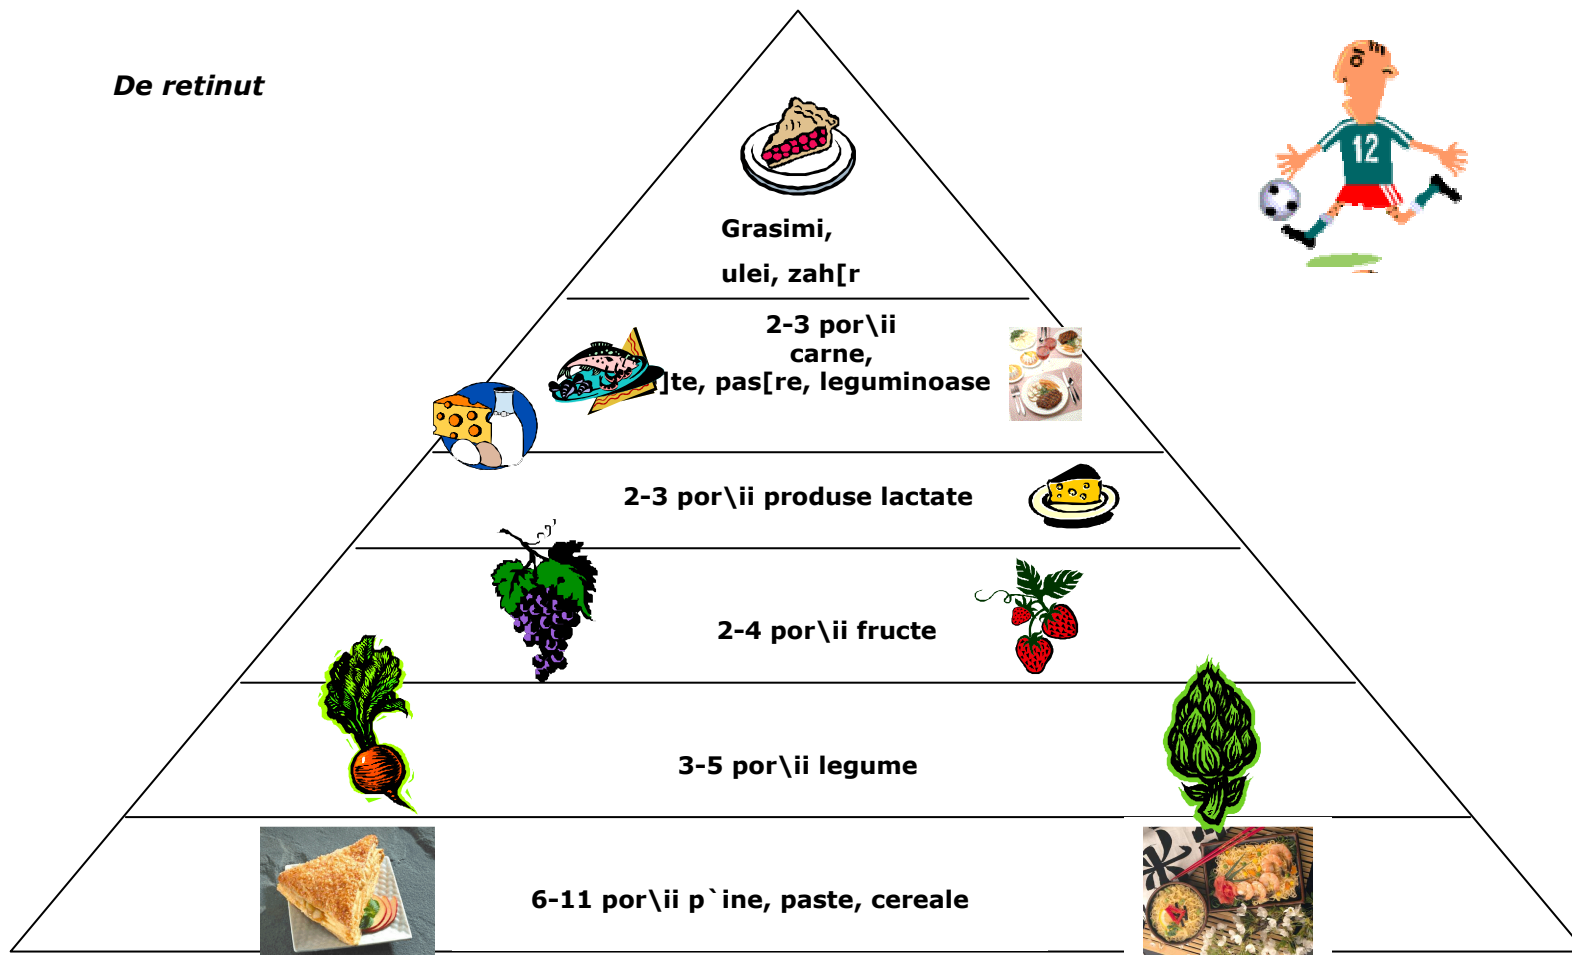 De retinut
12
Grasimi,
ulei, zah[r
2-3 por\ii
carne,
]te, pas[re, leguminoase
2-3 por\ii produse lactate
2-4 por\ii fructe
3-5 por\ii legume
6-11 por\ii p`ine, paste, cereale